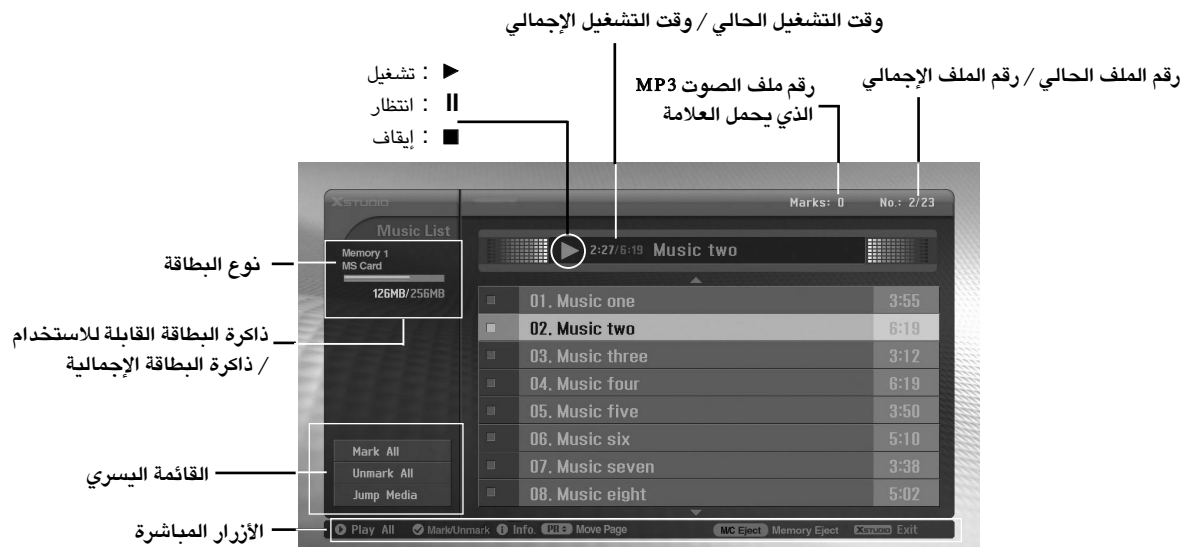 وقت التشغيل الحالي / وقت التشغيل الإجمالي
رقم الملف الحالي / رقم الملف الإجمالي
رقم ملف الصوت MP3
الذي يحمل العلامة
▶ : تشغيل
II : انتظار
■ : إيقاف
XSTUDIO
Marks: 0
No.: 2/23
Music List
2:27/6:19 Music two
نوع البطاقة
Memory 1
MS Card
126MB/256MB
ذاكرة البطاقة القابلة للاستخدام
/ ذاكرة البطاقة الإجمالية
01. Music one 3:55
02. Music two 6:19
03. Music three 3:12
04. Music four 6:19
05. Music five 3:50
06. Music six 5:10
07. Music seven 3:38
08. Music eight 5:02
القائمة اليسري
Mark All
Unmark All
Jump Media
الأزرار المباشرة
Play All Mark/Unmark Info. PR Move Page M/C Eject Memory Eject XSTUDIO Exit